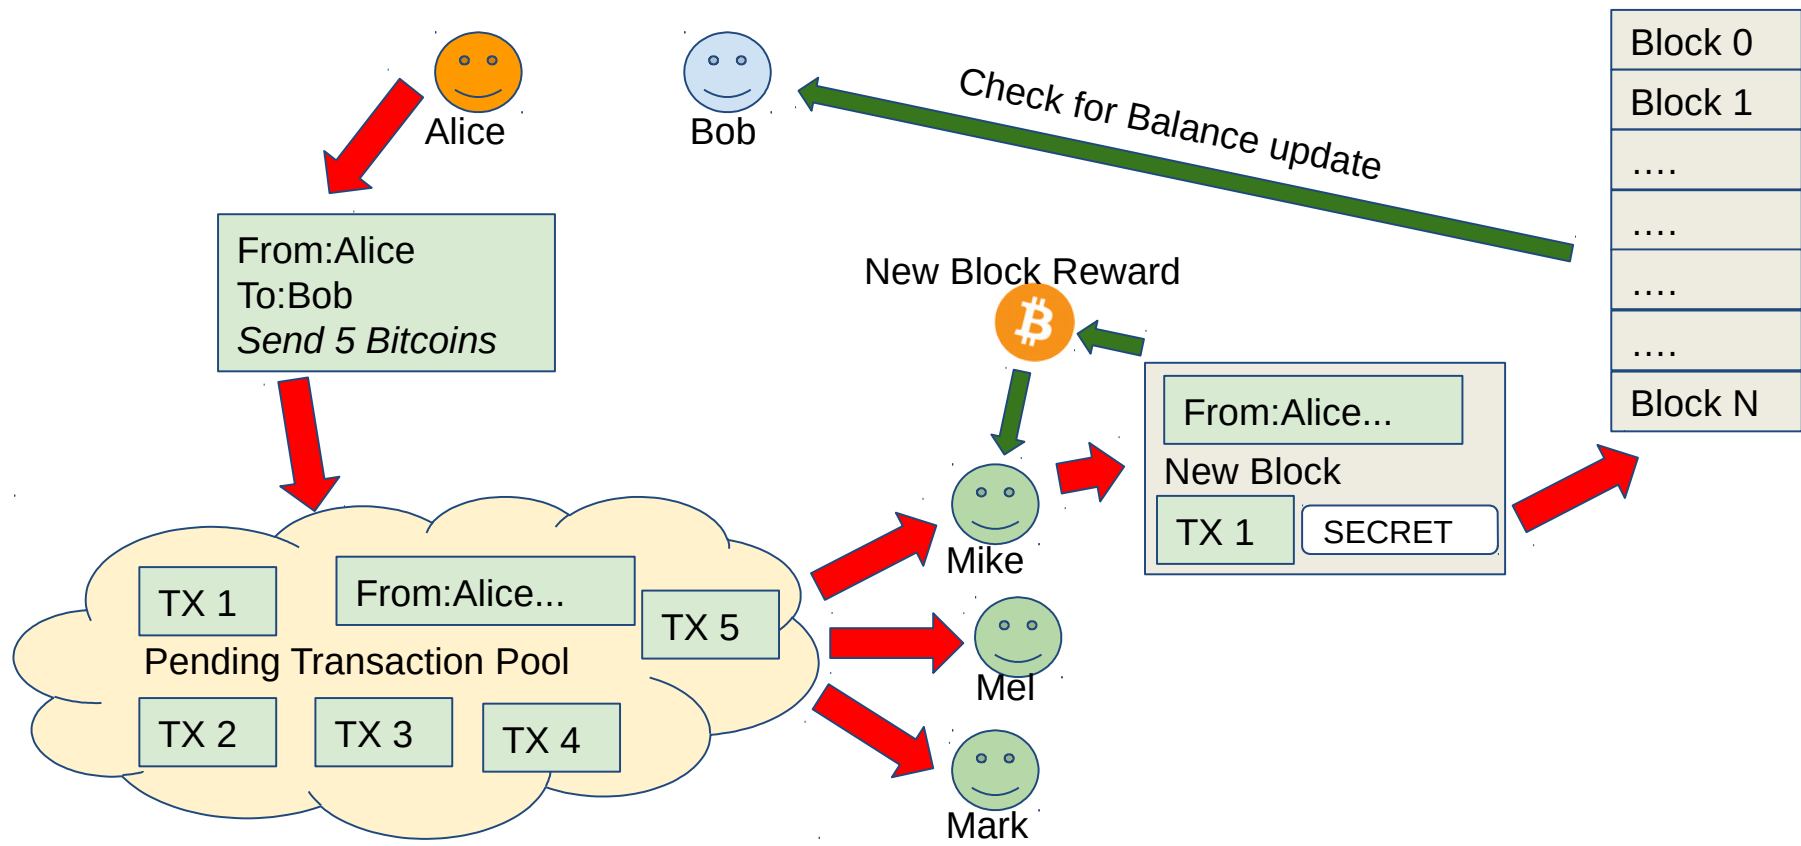 Alice
Bob
Check for Balance update
Block 0
Block 1
....
....
....
....
Block N
From:Alice
To:Bob
Send 5 Bitcoins
New Block Reward
From:Alice...
New Block
TX 1
SECRET
Mike
Mel
Mark
TX 1
From:Alice...
TX 5
Pending Transaction Pool
TX 2
TX 3
TX 4